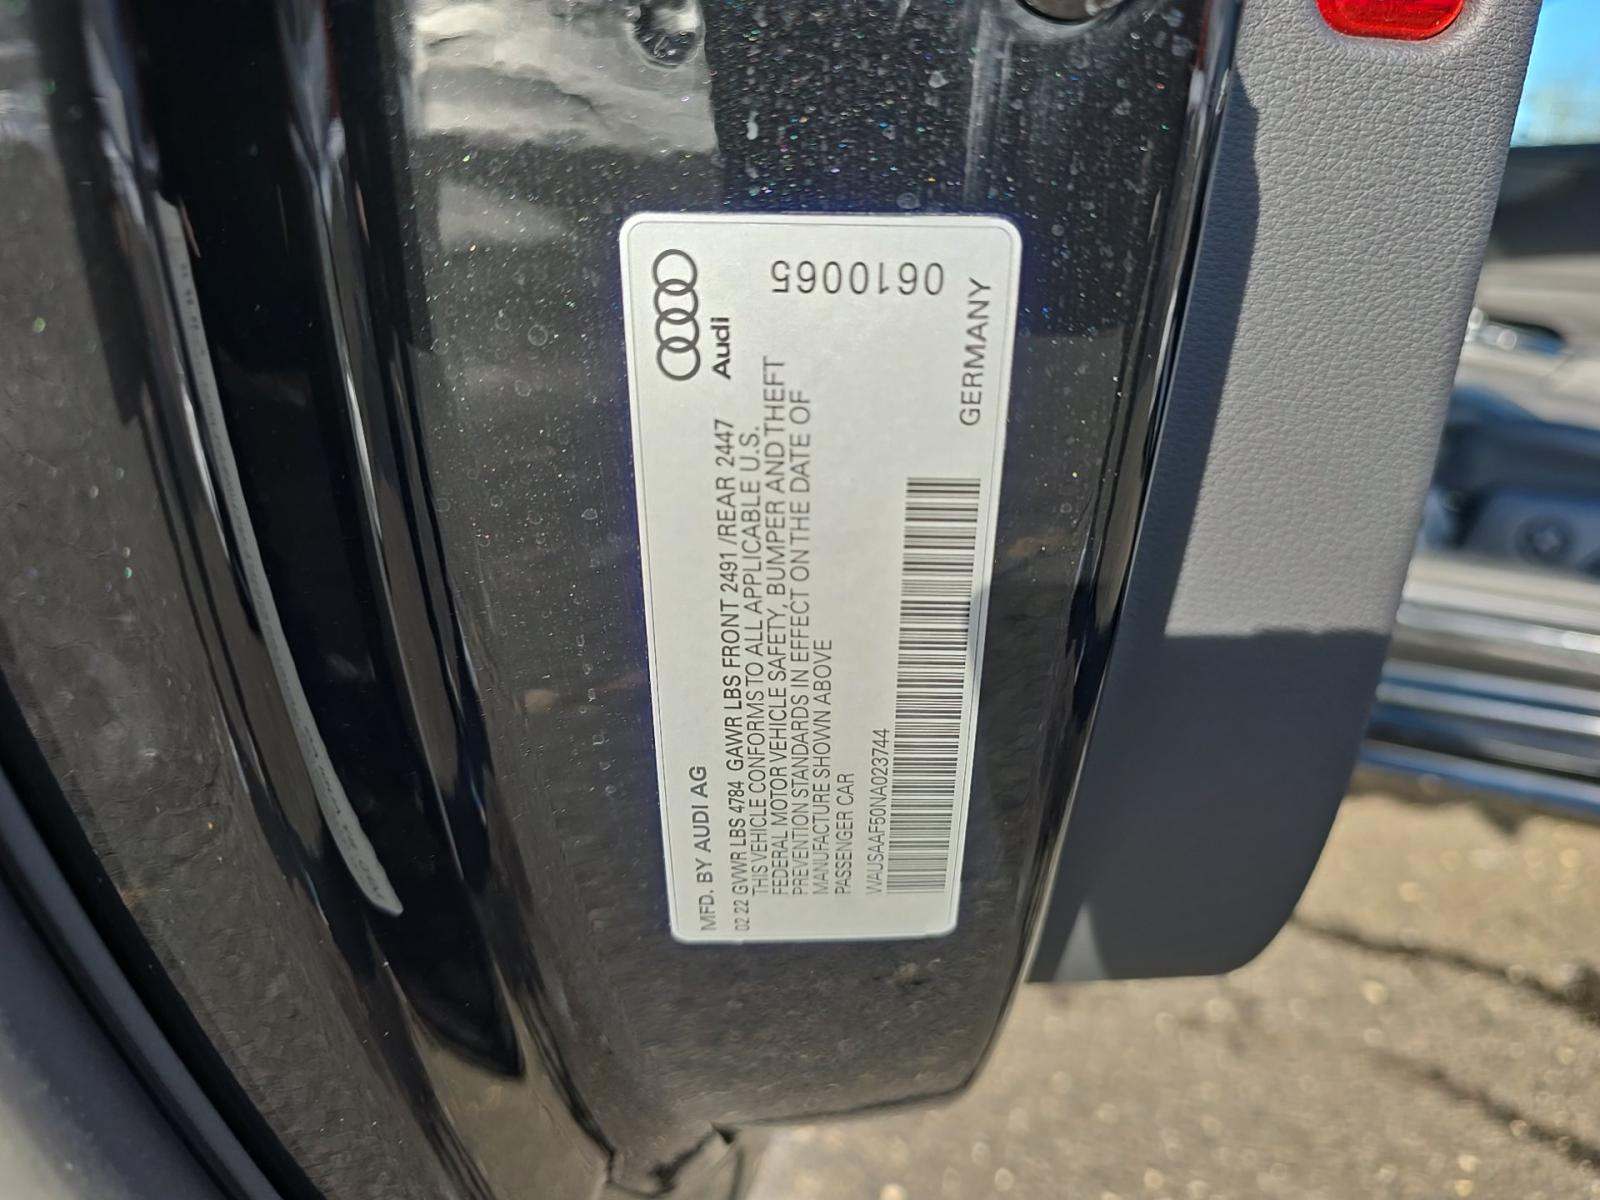 Audi
0610065
MFD. BY AUDI AG
02 22 GVWR LBS 4784 GAWR LBS FRONT 2491 /REAR 2447
THIS VEHICLE CONFORMS TO ALL APPLICABLE U.S.
FEDERAL MOTOR VEHICLE SAFETY, BUMPER AND THEFT
PREVENTION STANDARDS IN EFFECT ON THE DATE OF
MANUFACTURE SHOWN ABOVE
PASSENGER CAR
WAUSAAF50NA023744
GERMANY